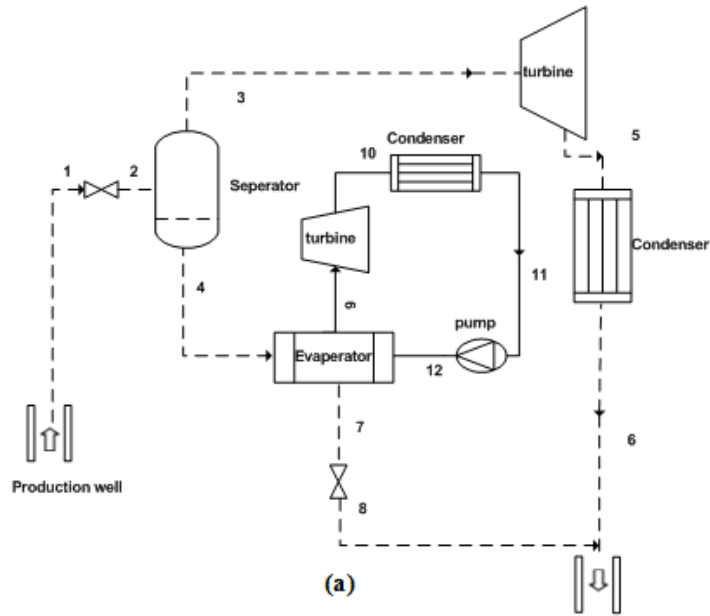 turbine
3
5
Condenser
10
1
2
Seperator
turbine
Condenser
4
11
9
pump
Evaperator
12
7
6
Production well
8
(a)